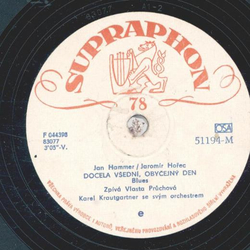 SUPRAPHON
78
F 044398
63077
3'05"-V.
OSA
51194-M
Jan Hammer / Jaromír Hořec
DOCELA VŠEDNÍ, OBYČEJNÝ DEN
Blues
Zpívá Vlasta Průchová
Karel Krautgartner se svým orchestrem
e